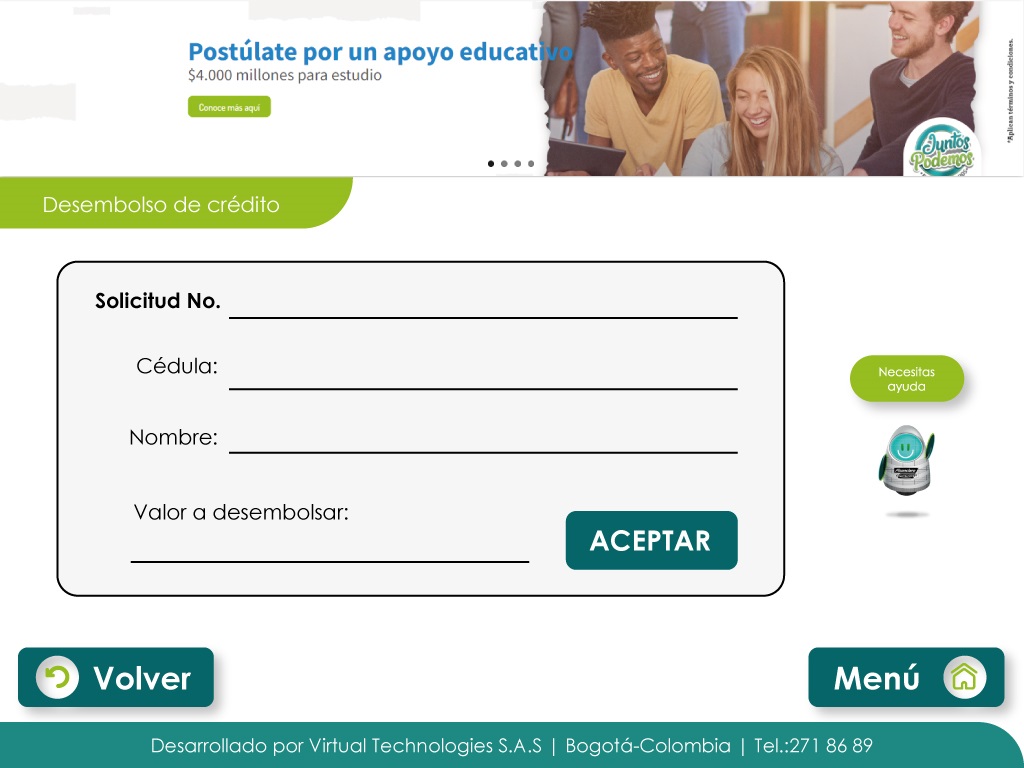 Postúlate por un apoyo educativo
$4.000 millones para estudio
Conoce más aquí
*Aplican términos y condiciones.
Juntos
Podemos
Desembolso de crédito
Solicitud No.
Cédula:
Nombre:
Valor a desembolsar:
ACEPTAR
Necesitas
ayuda
Volver
Menú
Desarrollado por Virtual Technologies S.A.S | Bogotá-Colombia | Tel.:271 86 89